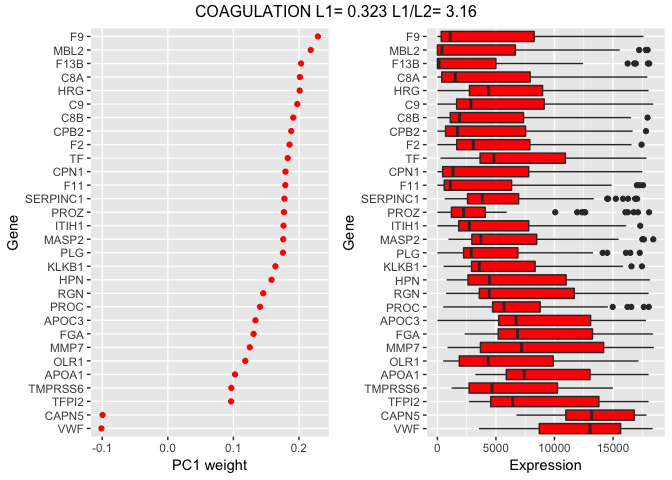 COAGULATION L1= 0.323 L1/L2= 3.16
Gene
F9
MBL2
F13B
C8A
HRG
C9
C8B
CPB2
F2
TF
CPN1
F11
SERPINC1
PROZ
ITIH1
MASP2
PLG
KLKB1
HPN
RGN
PROC
APOC3
FGA
MMP7
OLR1
APOA1
TMPRSS6
TFPI2
CAPN5
VWF
-0.1 0.0 0.1 0.2
PC1 weight
Gene
F9
MBL2
F13B
C8A
HRG
C9
C8B
CPB2
F2
TF
CPN1
F11
SERPINC1
PROZ
ITIH1
MASP2
PLG
KLKB1
HPN
RGN
PROC
APOC3
FGA
MMP7
OLR1
APOA1
TMPRSS6
TFPI2
CAPN5
VWF
0 5000 10000 15000
Expression